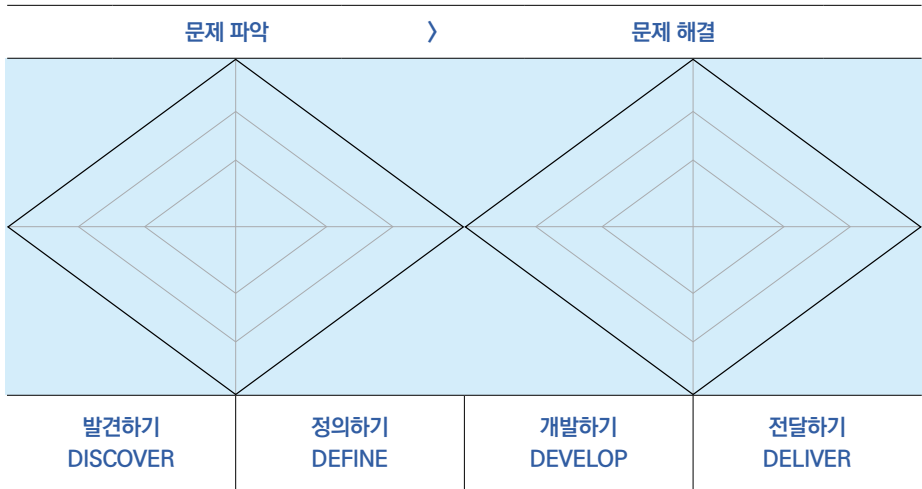 문제 파악 〉 문제 해결
발견하기
DISCOVER
정의하기
DEFINE
개발하기
DEVELOP
전달하기
DELIVER